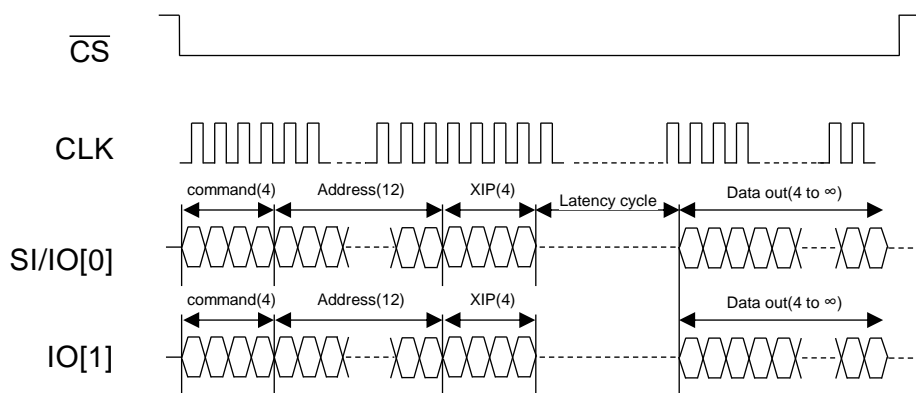 CS
CLK
command(4) Address(12) XIP(4) Latency cycle Data out(4 to ∞)
SI/IO[0]
command(4) Address(12) XIP(4) Data out(4 to ∞)
IO[1]